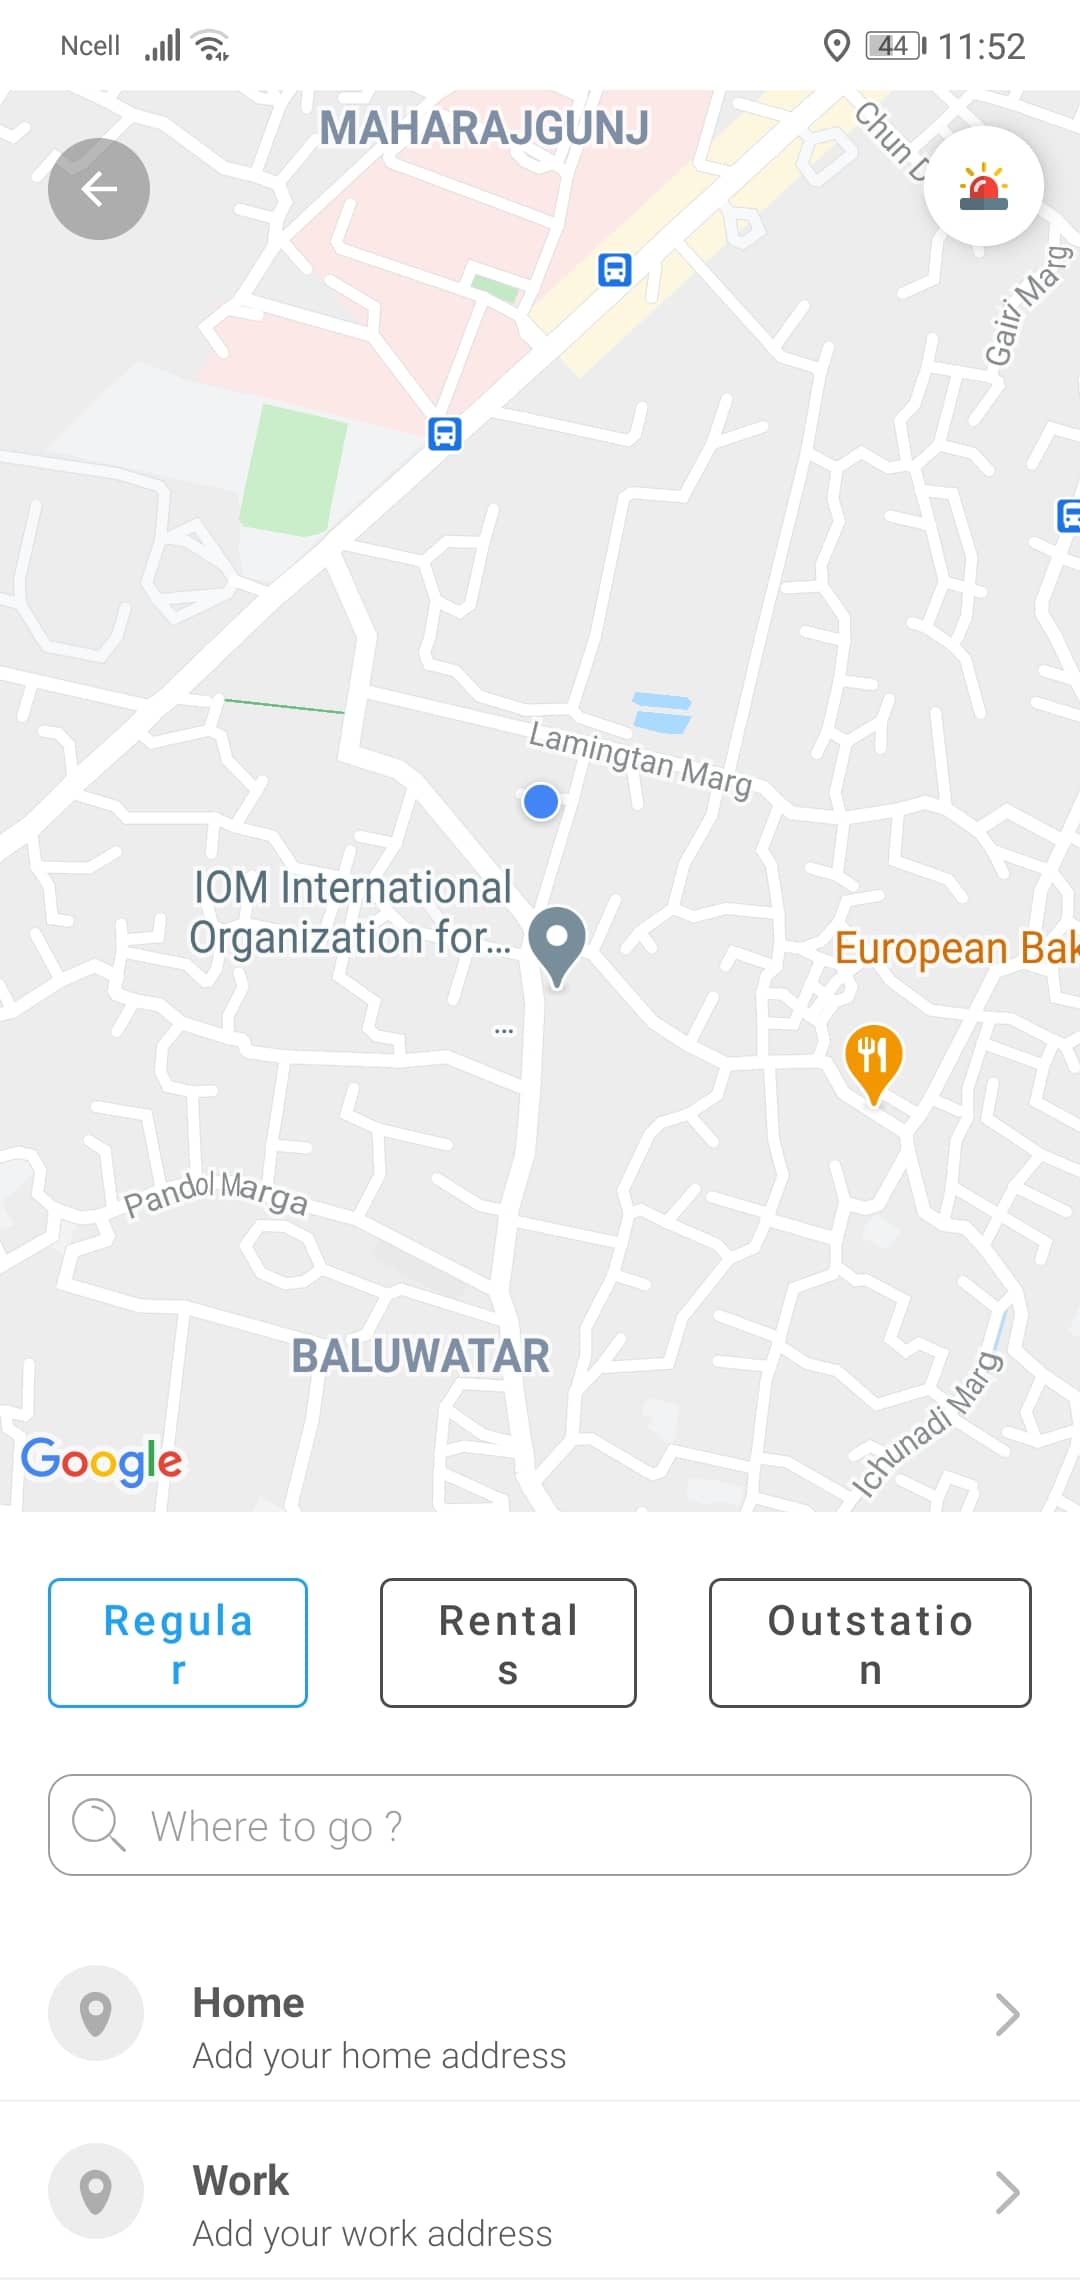 Ncell
44 11:52
MAHARAJGUNJ
Chun D
Gairi Marg
Lamingtan Marg
IOM International
Organization for...
European Bak
Pandol Marga
BALUWATAR
Ichunadi Marg
Google
Regula
r
Rental
s
Outstatio
n
Where to go ?
Home
Add your home address
Work
Add your work address